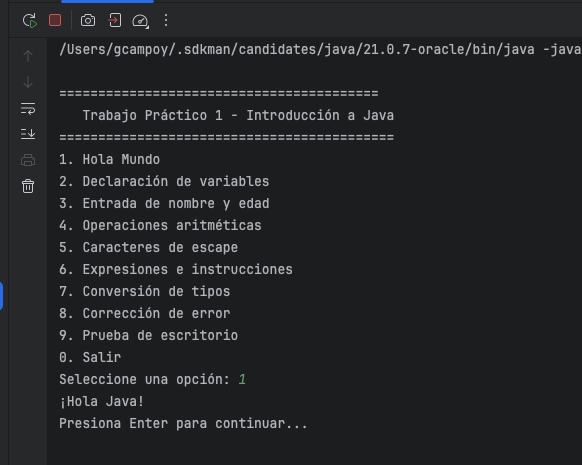 /Users/gcampoy/.sdkman/candidates/java/21.0.7-oracle/bin/java -java
=========================================
Trabajo Práctico 1 - Introducción a Java
===========================================
1. Hola Mundo
2. Declaración de variables
3. Entrada de nombre y edad
4. Operaciones aritméticas
5. Caracteres de escape
6. Expresiones e instrucciones
7. Conversión de tipos
8. Corrección de error
9. Prueba de escritorio
0. Salir
Seleccione una opción: 1
¡Hola Java!
Presiona Enter para continuar...